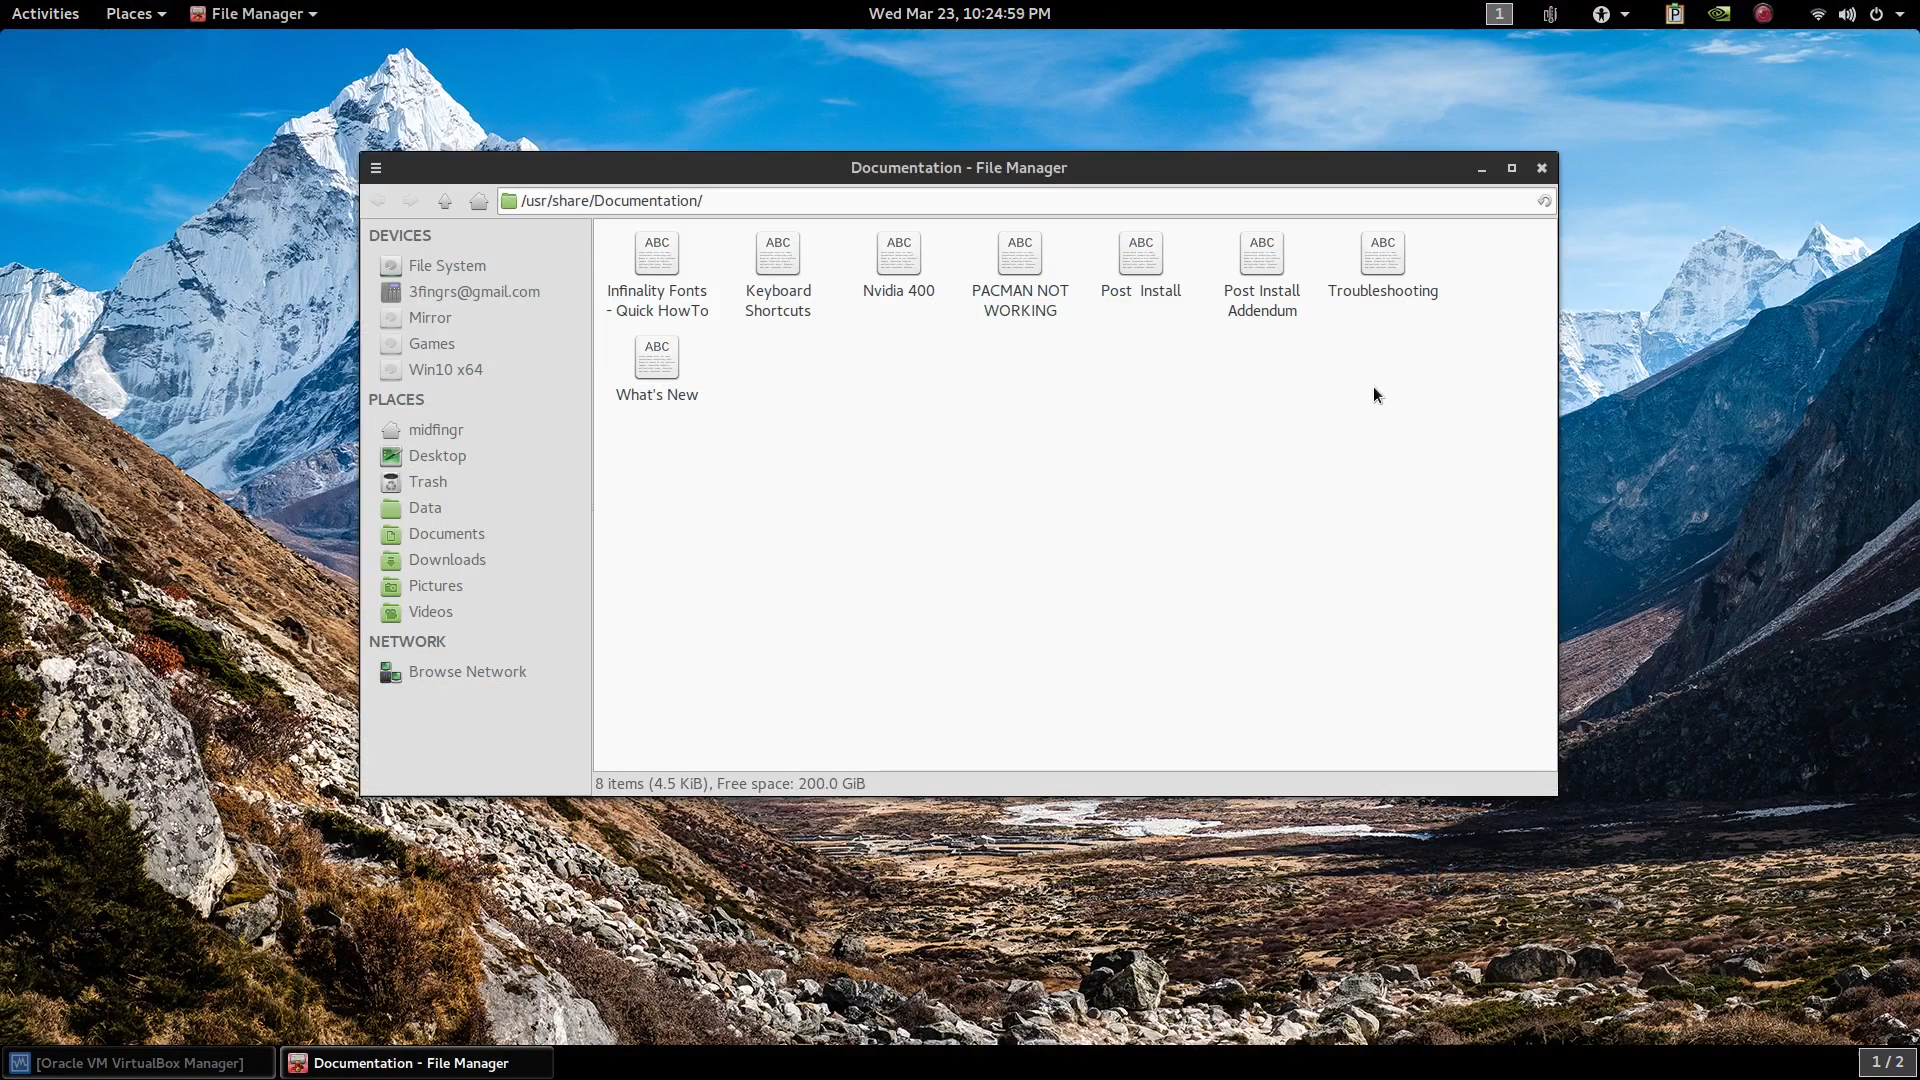 Activities Places File Manager Wed Mar 23, 10:24:59 PM 1
Documentation - File Manager
/usr/share/Documentation/
DEVICES
File System
3fingrs@gmail.com
Mirror
Games
Win10 x64
PLACES
midfingr
Desktop
Trash
Data
Documents
Downloads
Pictures
Videos
NETWORK
Browse Network
ABC ABC ABC ABC ABC ABC ABC
Infinality Fonts Keyboard Nvidia 400 PACMAN NOT Post Install Post Install Troubleshooting
- Quick HowTo Shortcuts WORKING Addendum
ABC
What's New
8 items (4.5 KiB), Free space: 200.0 GiB
[Oracle VM VirtualBox Manager] Documentation - File Manager 1 / 2